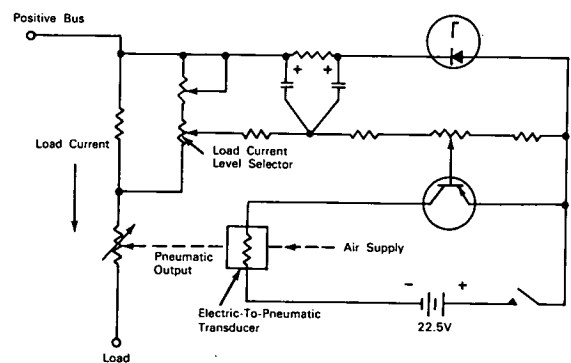 Positive Bus
Load Current
Load Current
Level Selector
+ +
Pneumatic
Output
Air Supply
Electric-To-Pneumatic
Transducer
- +
22.5V
Load